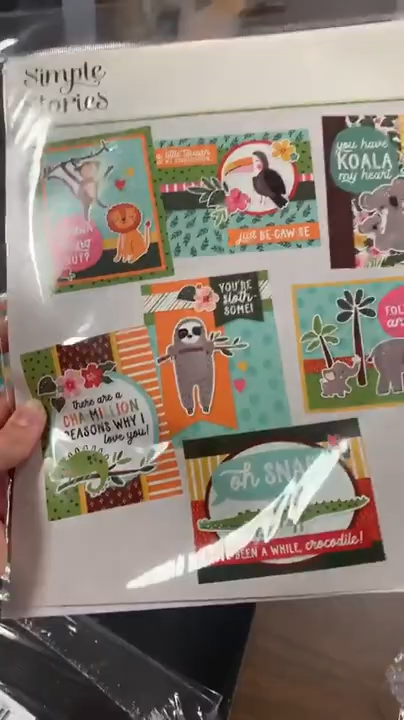 Simple
Stories
a little
just BE-CAW SE
you have
KOALA
my heart
YOU'RE
sloth-
SOME!
there are a
CHA-MILLION
REASONS WHY I
love you!
oh SNAP
BEEN A WHILE, crocodile!